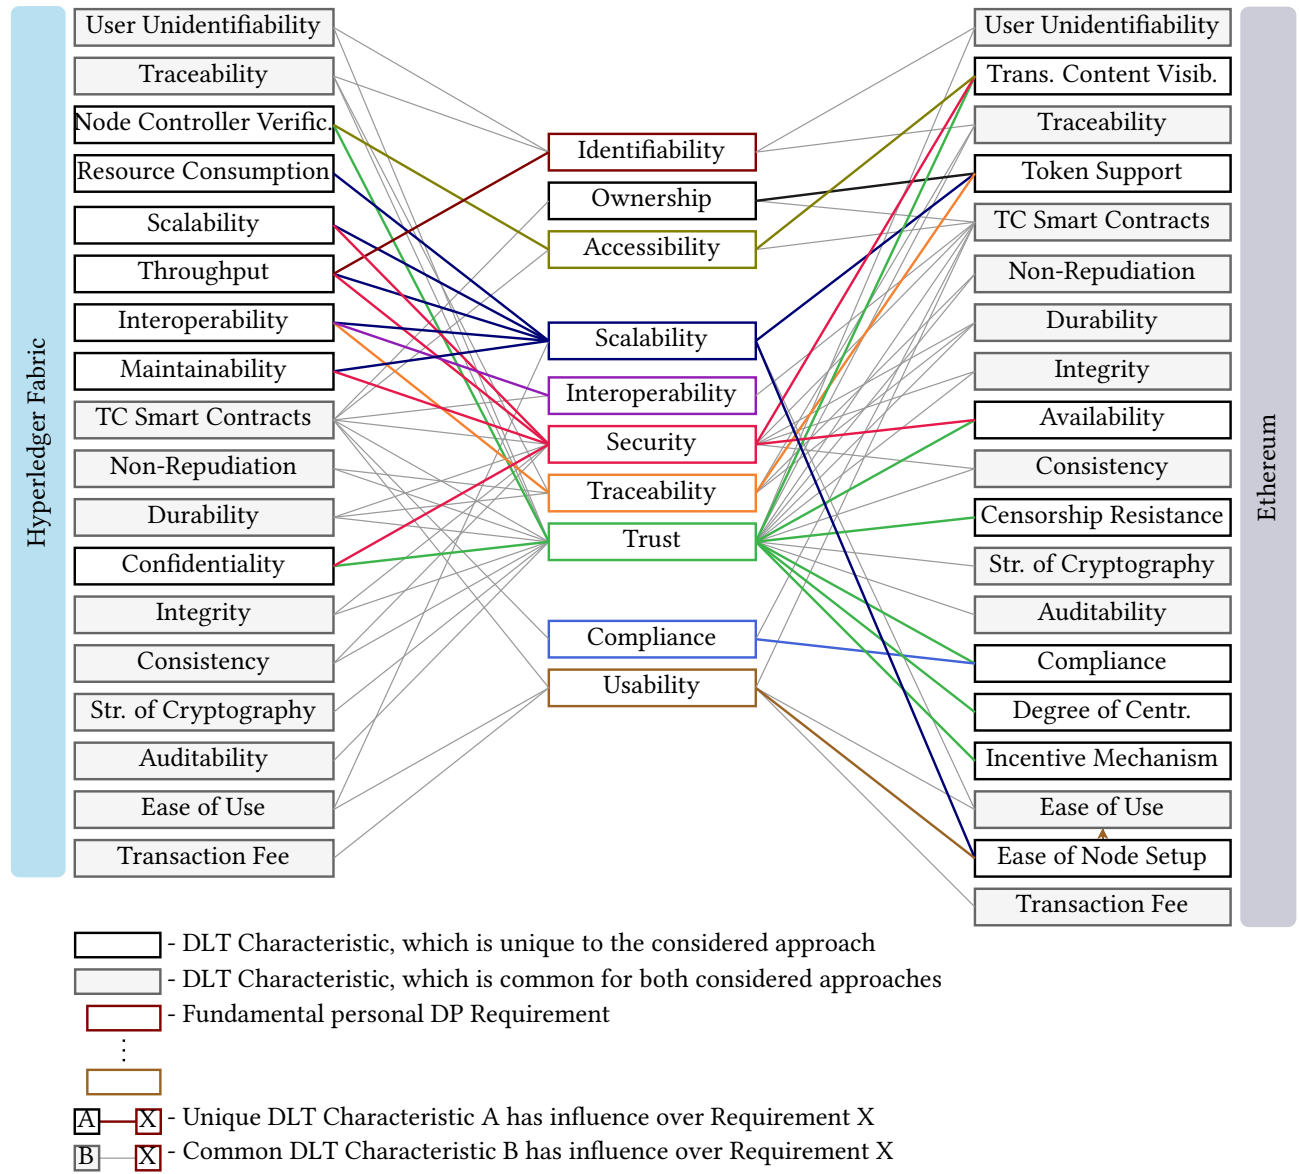 Hyperledger Fabric
User Unidentifiability
Traceability
Node Controller Verific.
Resource Consumption
Scalability
Throughput
Interoperability
Maintainability
TC Smart Contracts
Non-Repudiation
Durability
Confidentiality
Integrity
Consistency
Str. of Cryptography
Auditability
Ease of Use
Transaction Fee
Identifiability
Ownership
Accessibility
Scalability
Interoperability
Security
Traceability
Trust
Compliance
Usability
User Unidentifiability
Trans. Content Visib.
Traceability
Token Support
TC Smart Contracts
Non-Repudiation
Durability
Integrity
Availability
Consistency
Censorship Resistance
Str. of Cryptography
Auditability
Compliance
Degree of Centr.
Incentive Mechanism
Ease of Use
Ease of Node Setup
Transaction Fee
Ethereum
- DLT Characteristic, which is unique to the considered approach
- DLT Characteristic, which is common for both considered approaches
- Fundamental personal DP Requirement
A X - Unique DLT Characteristic A has influence over Requirement X
B X - Common DLT Characteristic B has influence over Requirement X